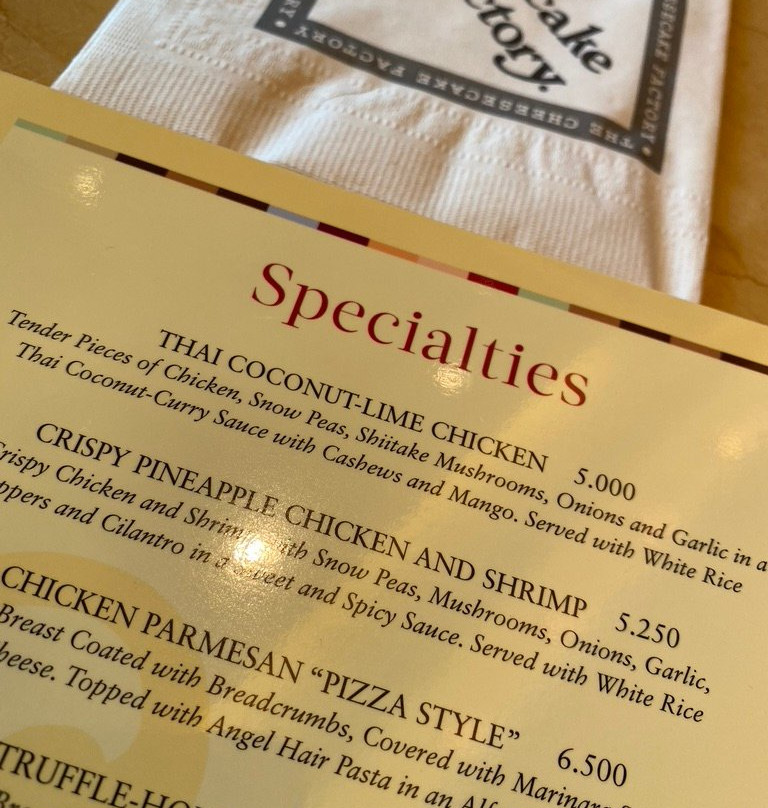 cake
ctory.
THE CHEESECAKE FACTORY
Specialties
THAI COCONUT-LIME CHICKEN 5.000
Tender Pieces of Chicken, Snow Peas, Shiitake Mushrooms, Onions and Garlic in a
Thai Coconut-Curry Sauce with Cashews and Mango. Served with White Rice
CRISPY PINEAPPLE CHICKEN AND SHRIMP 5.250
Crispy Chicken and Shrimp with Snow Peas, Mushrooms, Onions, Garlic,
ppers and Cilantro in a Sweet and Spicy Sauce. Served with White Rice
CHICKEN PARMESAN “PIZZA STYLE” 6.500
Breast Coated with Breadcrumbs, Covered with Marinara
heese. Topped with Angel Hair Pasta in an Alf
TRUFFLE-HO